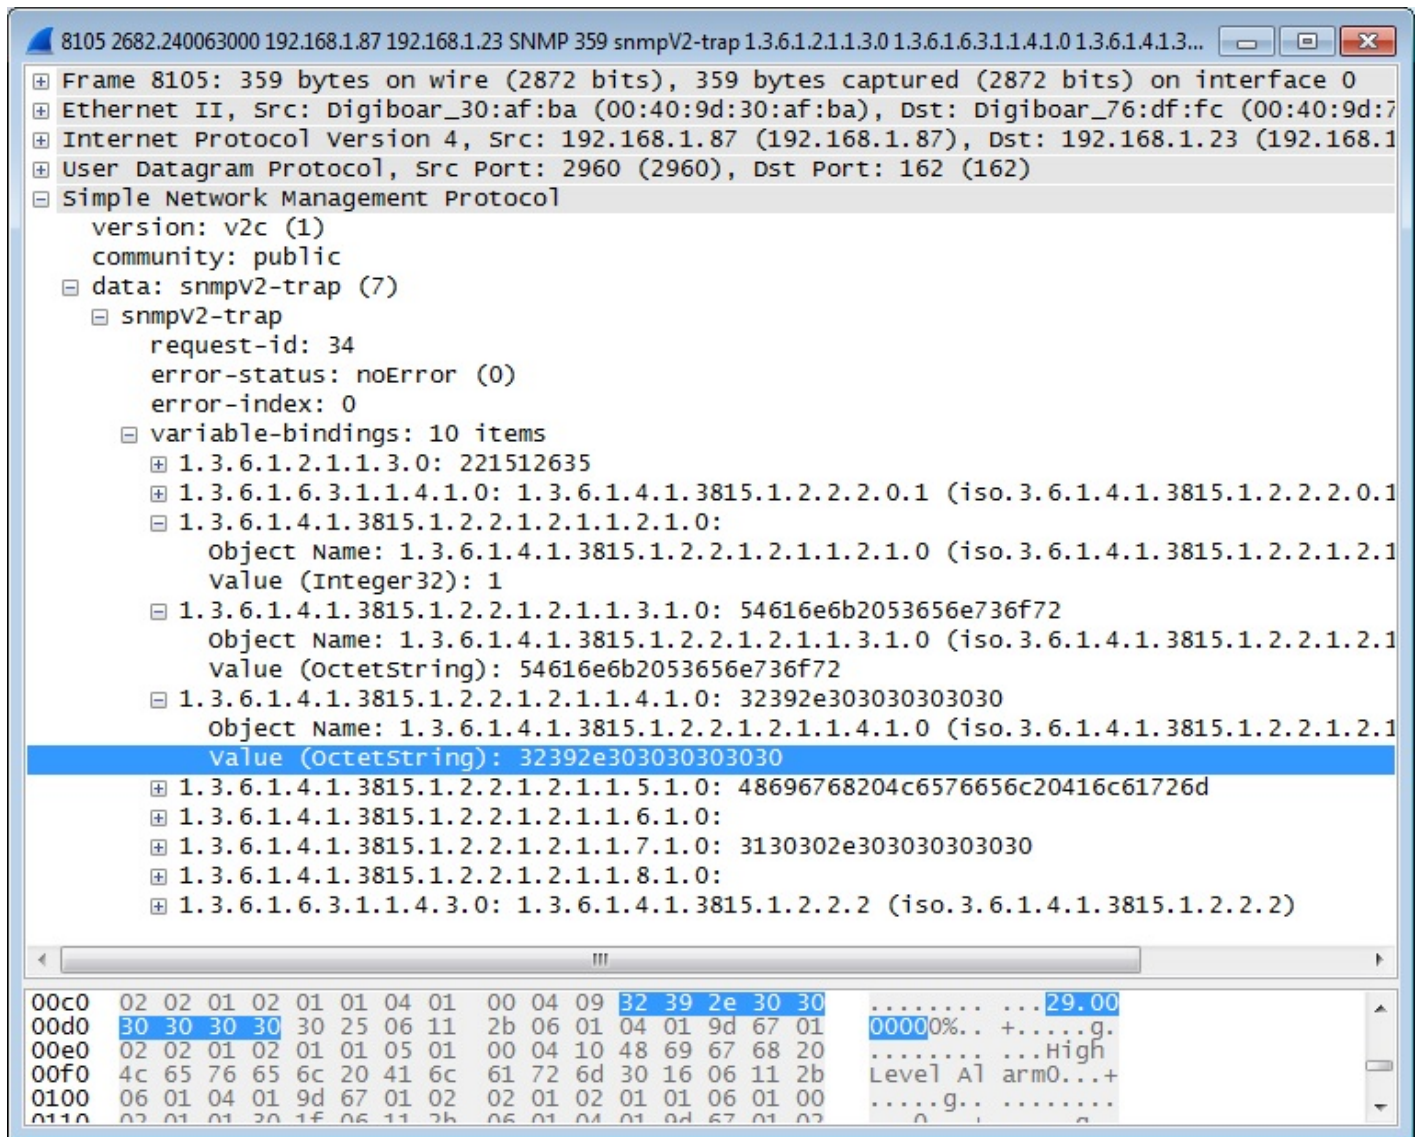 8105 2682.240063000 192.168.1.87 192.168.1.23 SNMP 359 snmpV2-trap 1.3.6.1.2.1.1.3.0 1.3.6.1.6.3.1.1.4.1.0 1.3.6.1.4.1.3...
Frame 8105: 359 bytes on wire (2872 bits), 359 bytes captured (2872 bits) on interface 0
Ethernet II, Src: Digiboar_30:af:ba (00:40:9d:30:af:ba), Dst: Digiboar_76:df:fc (00:40:9d:7
Internet Protocol Version 4, Src: 192.168.1.87 (192.168.1.87), Dst: 192.168.1.23 (192.168.1
User Datagram Protocol, Src Port: 2960 (2960), Dst Port: 162 (162)
Simple Network Management Protocol
version: v2c (1)
community: public
data: snmpV2-trap (7)
snmpV2-trap
request-id: 34
error-status: noError (0)
error-index: 0
variable-bindings: 10 items
1.3.6.1.2.1.1.3.0: 221512635
1.3.6.1.6.3.1.1.4.1.0: 1.3.6.1.4.1.3815.1.2.2.2.0.1 (iso.3.6.1.4.1.3815.1.2.2.2.0.1
1.3.6.1.4.1.3815.1.2.2.1.2.1.1.2.1.0:
Object Name: 1.3.6.1.4.1.3815.1.2.2.1.2.1.1.2.1.0 (iso.3.6.1.4.1.3815.1.2.2.1.2.1
Value (Integer32): 1
1.3.6.1.4.1.3815.1.2.2.1.2.1.1.3.1.0: 54616e6b2053656e736f72
Object Name: 1.3.6.1.4.1.3815.1.2.2.1.2.1.1.3.1.0 (iso.3.6.1.4.1.3815.1.2.2.1.2.1
Value (OctetString): 54616e6b2053656e736f72
1.3.6.1.4.1.3815.1.2.2.1.2.1.1.4.1.0: 32392e303030303030
Object Name: 1.3.6.1.4.1.3815.1.2.2.1.2.1.1.4.1.0 (iso.3.6.1.4.1.3815.1.2.2.1.2.1
Value (OctetString): 32392e303030303030
1.3.6.1.4.1.3815.1.2.2.1.2.1.1.5.1.0: 48696768204c6576656c20416c61726d
1.3.6.1.4.1.3815.1.2.2.1.2.1.1.6.1.0:
1.3.6.1.4.1.3815.1.2.2.1.2.1.1.7.1.0: 3130302e303030303030
1.3.6.1.4.1.3815.1.2.2.1.2.1.1.8.1.0:
1.3.6.1.6.3.1.1.4.3.0: 1.3.6.1.4.1.3815.1.2.2.2 (iso.3.6.1.4.1.3815.1.2.2.2)
00c0 02 02 01 02 01 01 04 01 00 04 09 32 39 2e 30 30 ........ ...29.00
00d0 30 30 30 30 30 25 06 11 2b 06 01 04 01 9d 67 01 00000%.. +.....g.
00e0 02 02 01 02 01 01 05 01 00 04 10 48 69 67 68 20 ........ ...High
00f0 4c 65 76 65 6c 20 41 6c 61 72 6d 30 16 06 11 2b Level Al arm0...+
0100 06 01 04 01 9d 67 01 02 02 01 02 01 01 06 01 00 .....g.. ........
0110 02 01 01 30 1f 06 11 2b 06 01 04 01 9d 67 01 02